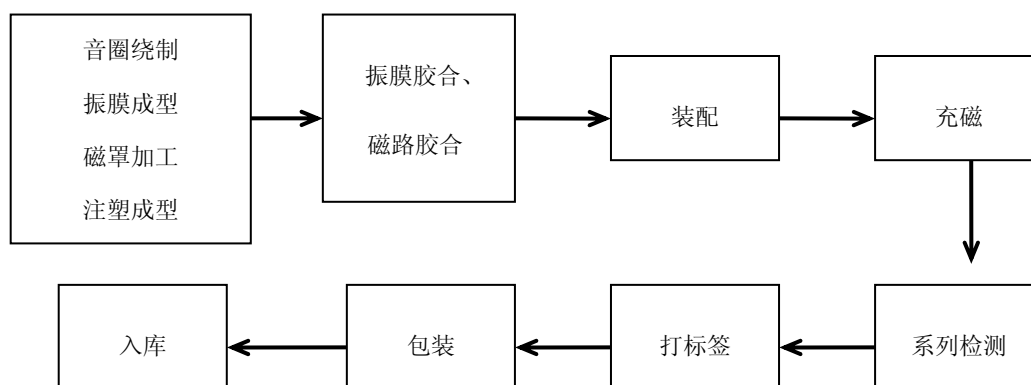 音圈绕制
振膜成型
磁罩加工
注塑成型
振膜胶合、
磁路胶合
装配
充磁
系列检测
打标签
包装
入库